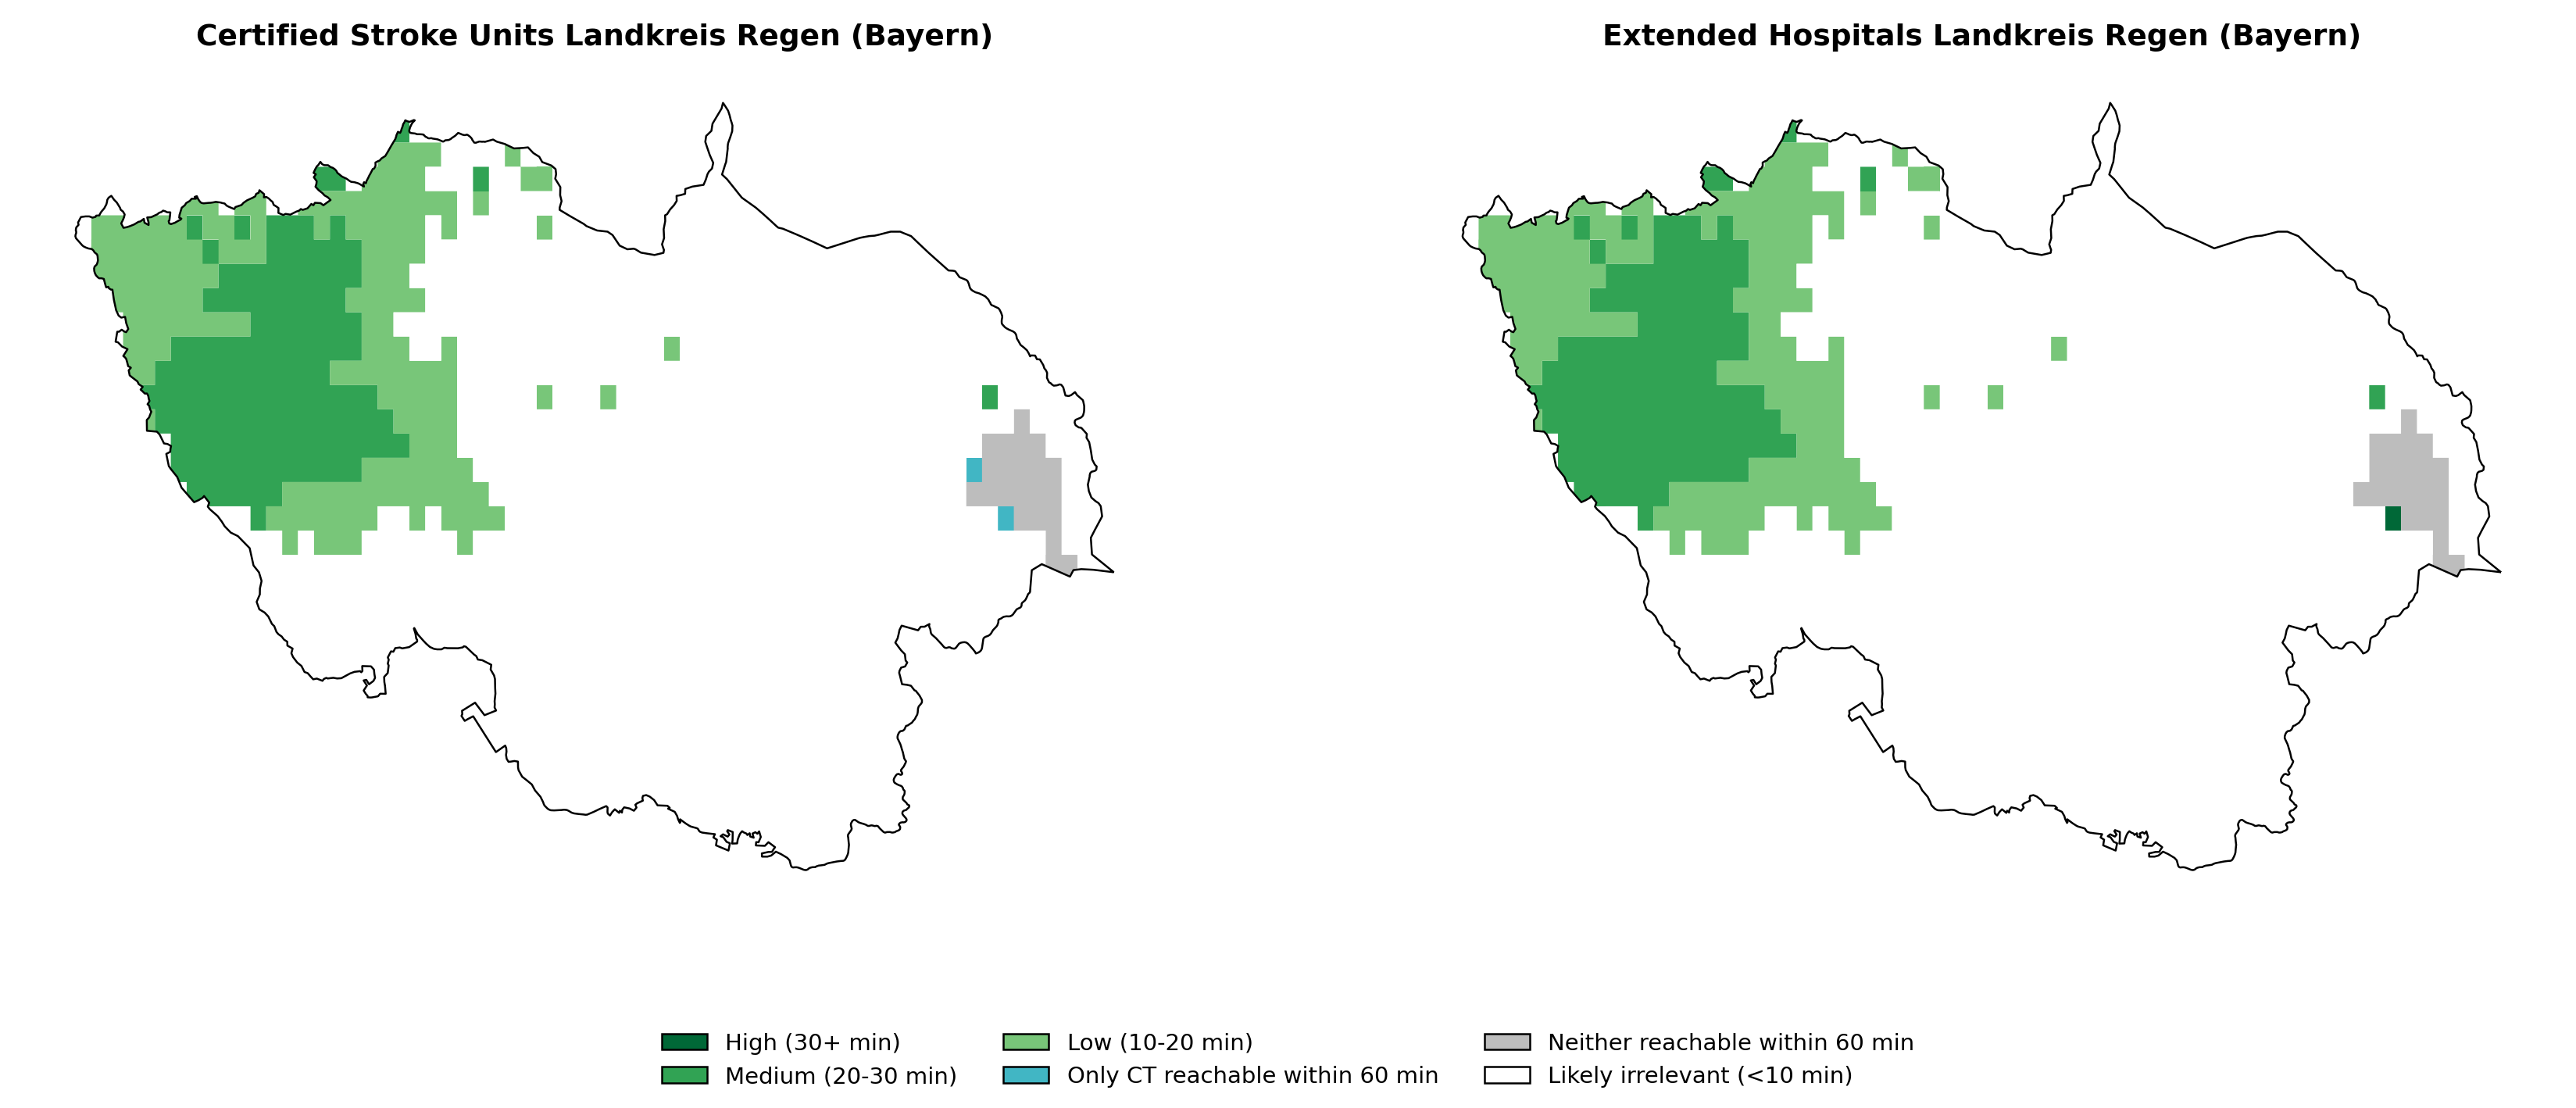 Certified Stroke Units Landkreis Regen (Bayern)
Extended Hospitals Landkreis Regen (Bayern)
High (30+ min)
Medium (20-30 min)
Low (10-20 min)
Only CT reachable within 60 min
Neither reachable within 60 min
Likely irrelevant (<10 min)